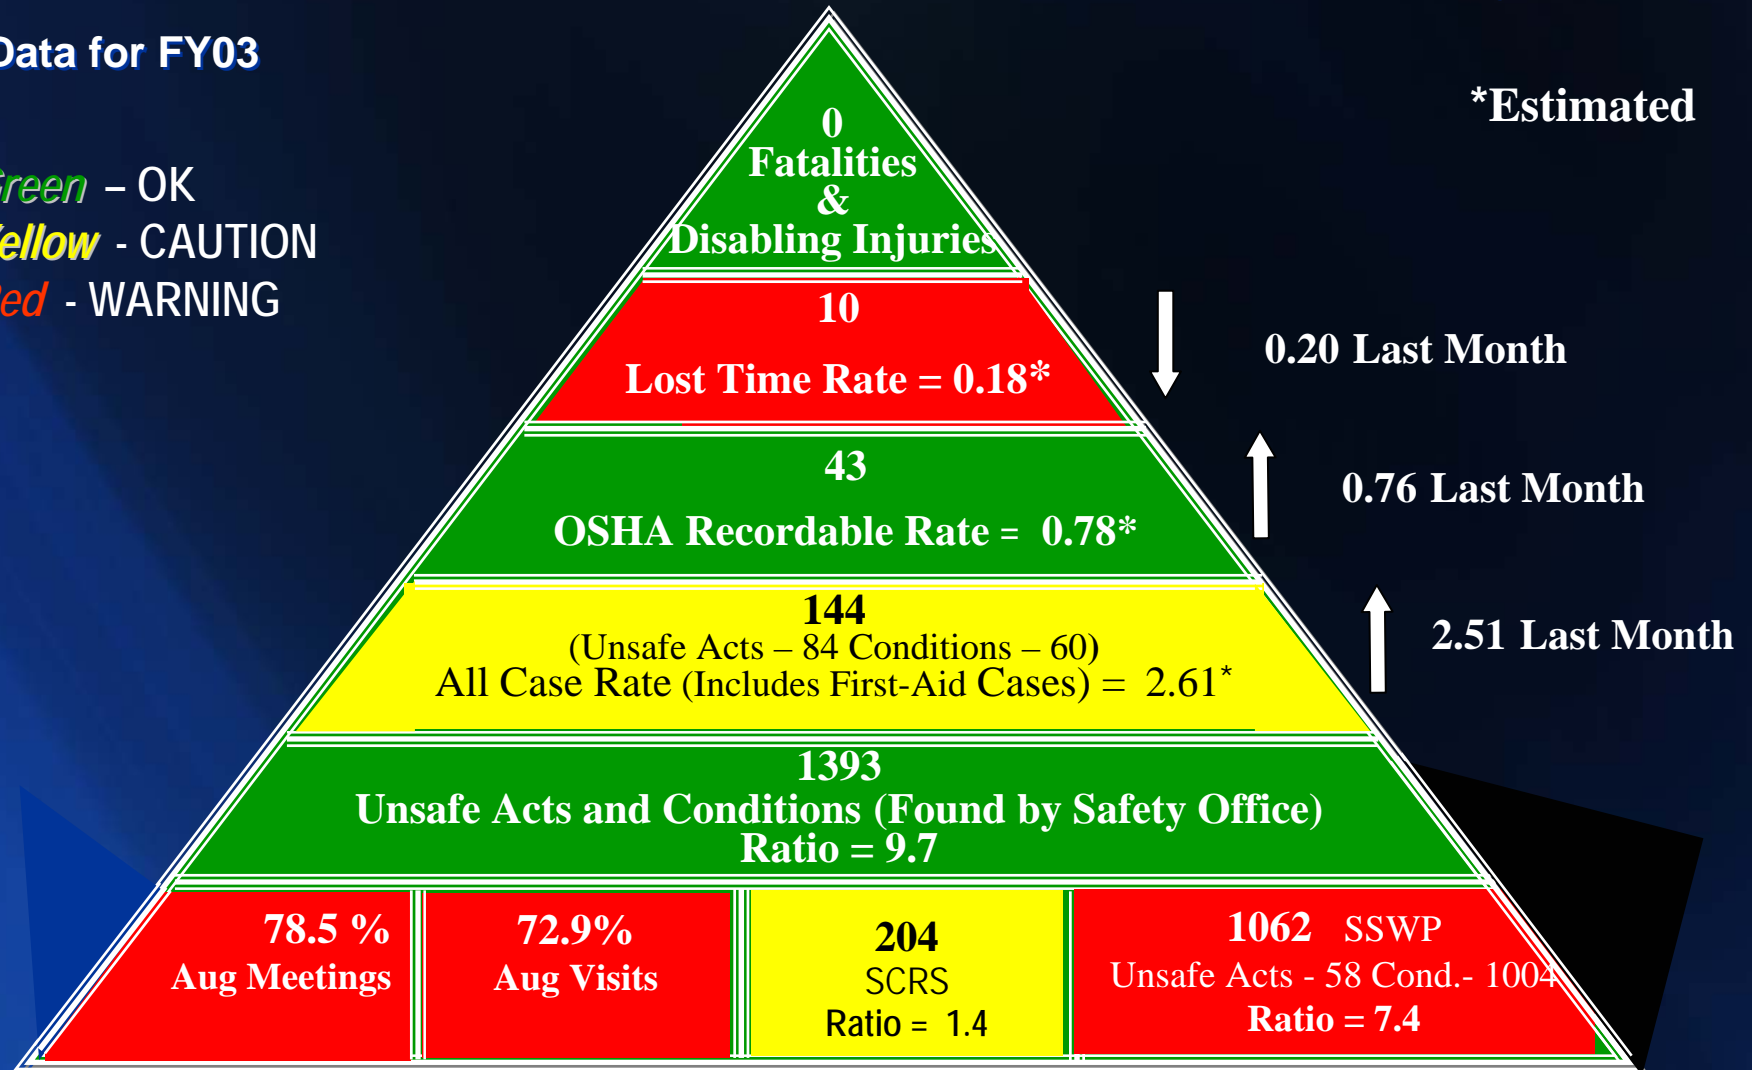 Data for FY03
*Estimated
Green – OK
Yellow - CAUTION
Red - WARNING
0
Fatalities
&
Disabling Injuries
10
Lost Time Rate = 0.18*
0.20 Last Month
43
OSHA Recordable Rate = 0.78*
0.76 Last Month
144
(Unsafe Acts – 84 Conditions – 60)
All Case Rate (Includes First-Aid Cases) = 2.61*
2.51 Last Month
1393
Unsafe Acts and Conditions (Found by Safety Office)
Ratio = 9.7
78.5 %
Aug Meetings
72.9%
Aug Visits
204
SCRS
Ratio = 1.4
1062 SSWP
Unsafe Acts - 58 Cond.- 1004
Ratio = 7.4